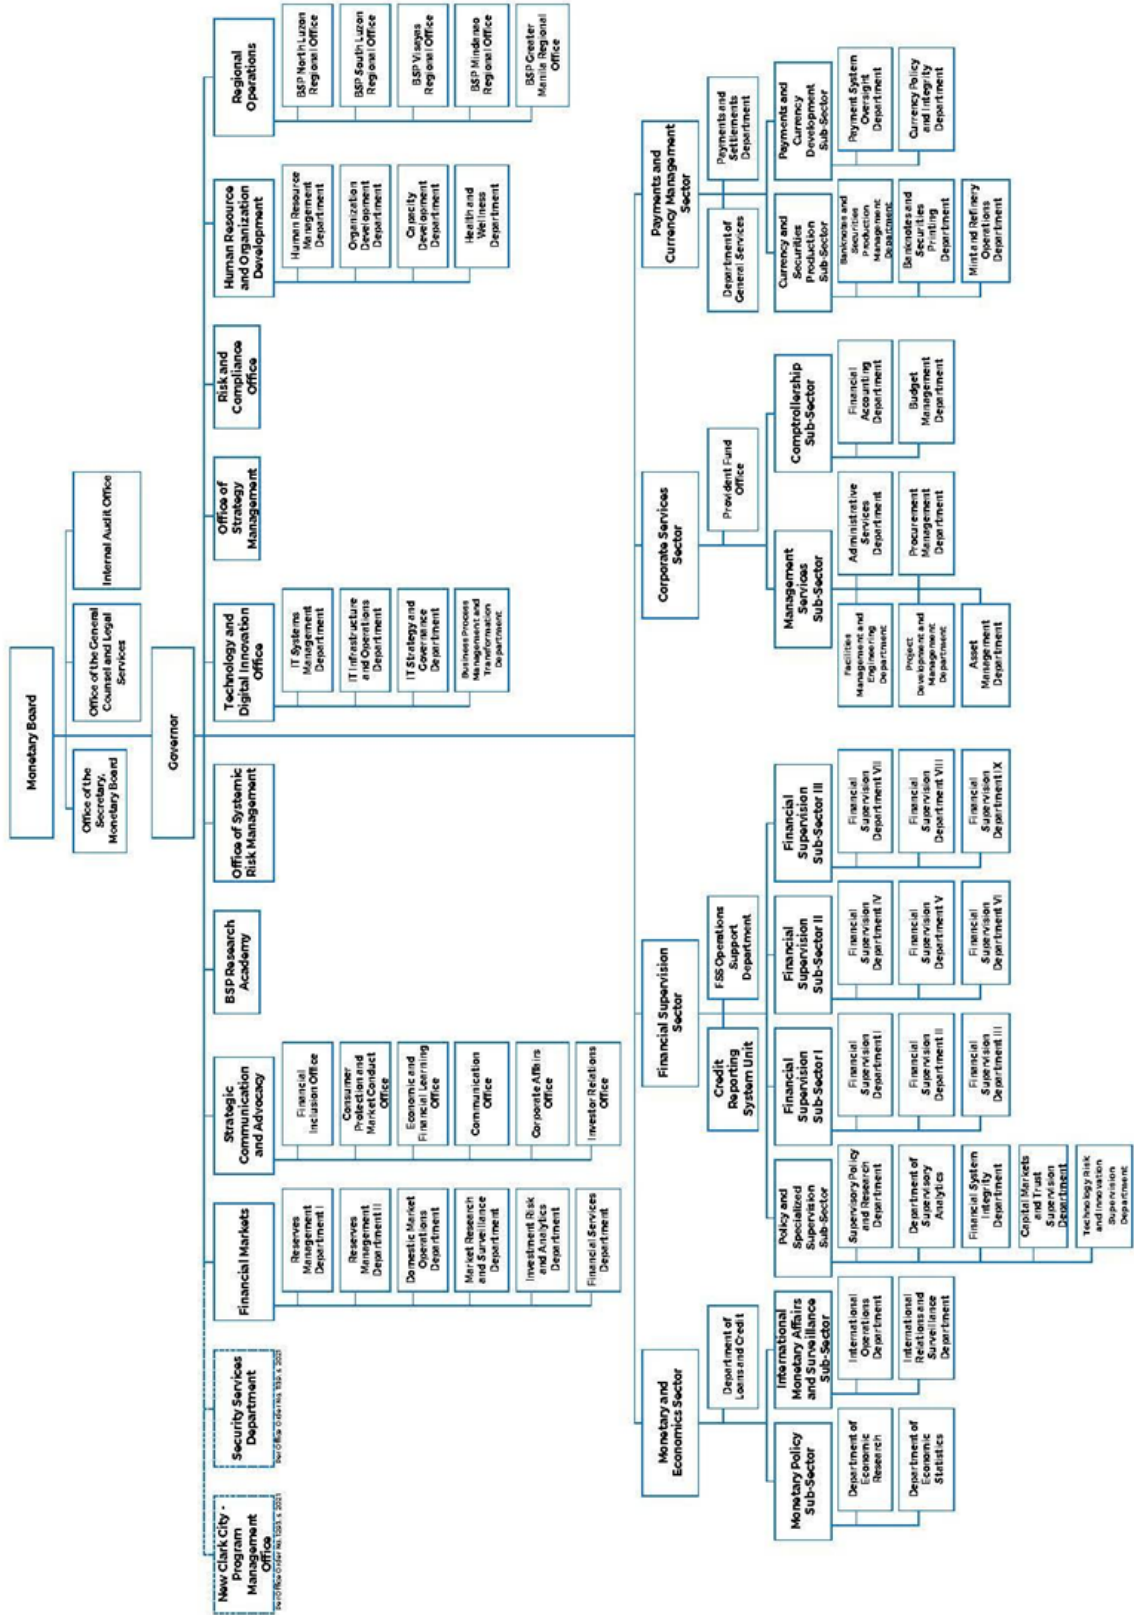 Monetary Board
Office of the
Secretary,
Monetary Board
Office of the General
Counsel and Legal
Services
Internal Audit Office
Governor
New Clark City -
Program
Management
Office
Security Services
Department
Financial Markets
Reserves
Management
Department I
Reserves
Management
Department II
Domestic Market
Operations
Department
Market Research
and Surveillance
Department
Investment Risk
and Analytics
Department
Financial Services
Department
Strategic
Communication
and Advocacy
Financial
Inclusion Office
Consumer
Protection and
Market Conduct
Office
Economic and
Financial Learning
Office
Communication
Office
Corporate Affairs
Office
Investor Relations
Office
BSP Research
Academy
Office of Systemic
Risk Management
Technology and
Digital Innovation
Office
IT Systems
Management
Department
IT Infrastructure
and Operations
Department
IT Strategy and
Governance
Department
Business Process
Management and
Transformation
Department
Office of
Strategy
Management
Risk and
Compliance
Office
Human Resource
and Organization
Development
Human Resource
Management
Department
Organization
Development
Department
Capacity
Development
Department
Health and
Wellness
Department
Regional
Operations
BSP North Luzon
Regional Office
BSP South Luzon
Regional Office
BSP Visayas
Regional Office
BSP Mindanao
Regional Office
BSP Greater
Manila Regional
Office
Monetary and
Economics Sector
Department of
Loans and Credit
Monetary Policy
Sub-Sector
Department of
Economic
Research
Department of
Economic
Statistics
International
Monetary Affairs
and Surveillance
Sub-Sector
International
Operations
Department
International
Relations and
Surveillance
Department
Financial Supervision
Sector
Credit
Reporting
System Unit
FSS Operations
Support
Department
Policy and
Specialized
Supervision
Sub-Sector
Supervisory Policy
and Research
Department
Department of
Supervisory
Analytics
Financial System
Integrity
Department
Capital Markets
and Trust
Supervision
Department
Technology Risk
and Innovation
Supervision
Department
Financial
Supervision
Sub-Sector I
Financial
Supervision
Department I
Financial
Supervision
Department II
Financial
Supervision
Department III
Financial
Supervision
Sub-Sector II
Financial
Supervision
Department IV
Financial
Supervision
Department V
Financial
Supervision
Department VI
Financial
Supervision
Sub-Sector III
Financial
Supervision
Department VII
Financial
Supervision
Department VIII
Financial
Supervision
Department IX
Corporate Services
Sector
Provident Fund
Office
Management
Services
Sub-Sector
Facilities
Management and
Engineering
Department
Administrative
Services
Department
Project
Development and
Management
Department
Procurement
Management
Department
Asset
Management
Department
Comptrollership
Sub-Sector
Financial
Accounting
Department
Budget
Management
Department
Payments and
Currency Management
Sector
Department of
General Services
Payments and
Settlements
Department
Currency and
Securities
Production
Sub-Sector
Banknotes and
Securities
Production
Management
Department
Banknotes and
Securities
Printing
Department
Mint and Refinery
Operations
Department
Payments and
Currency
Development
Sub-Sector
Payment System
Oversight
Department
Currency Policy
and Integrity
Department